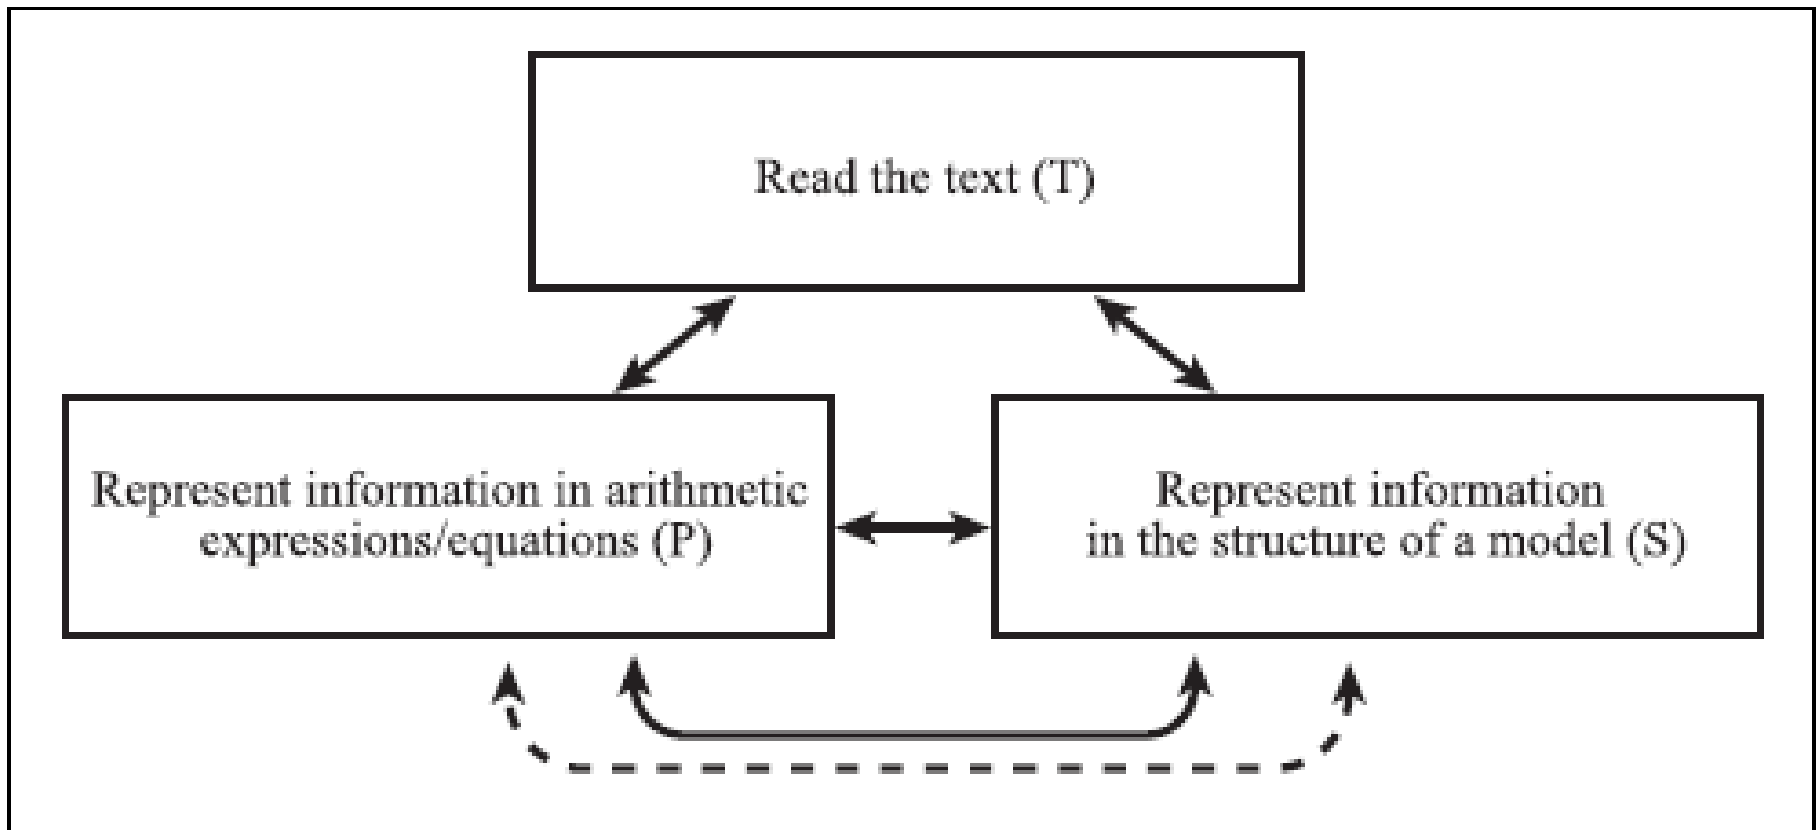 Read the text (T)
Represent information in arithmetic
expressions/equations (P)
Represent information
in the structure of a model (S)